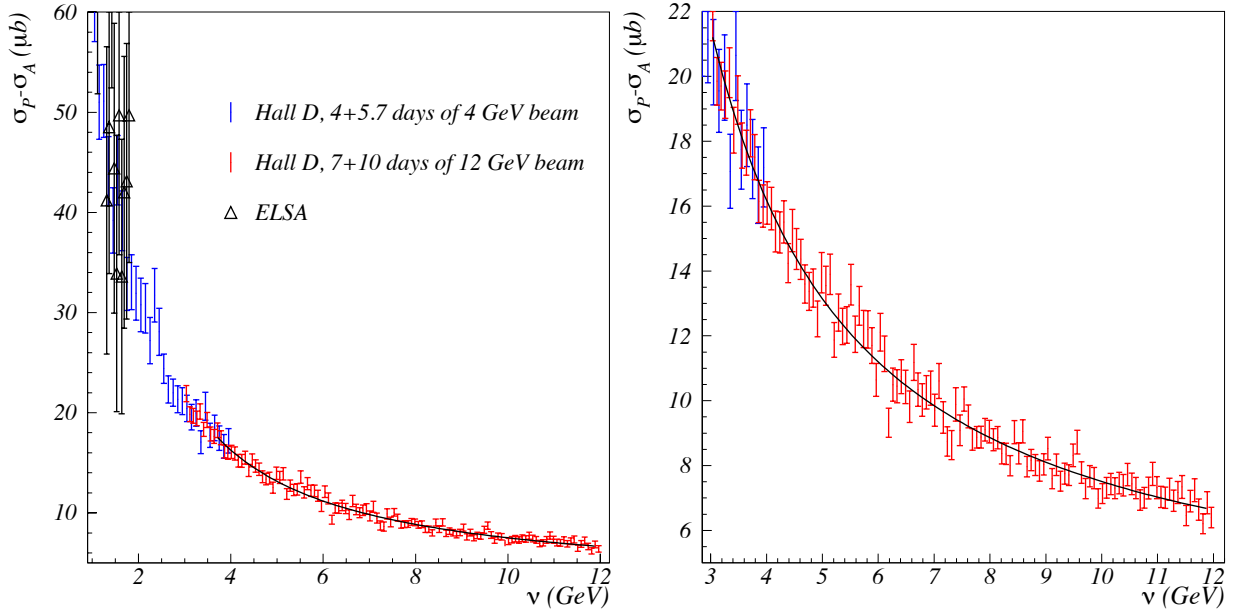 σP-σA (μb)
60
50
40
30
20
10
Hall D, 4+5.7 days of 4 GeV beam
Hall D, 7+10 days of 12 GeV beam
ELSA
2 4 6 8 10 12
ν (GeV)
σP-σA (μb)
22
20
18
16
14
12
10
8
6
3 4 5 6 7 8 9 10 11 12
ν (GeV)